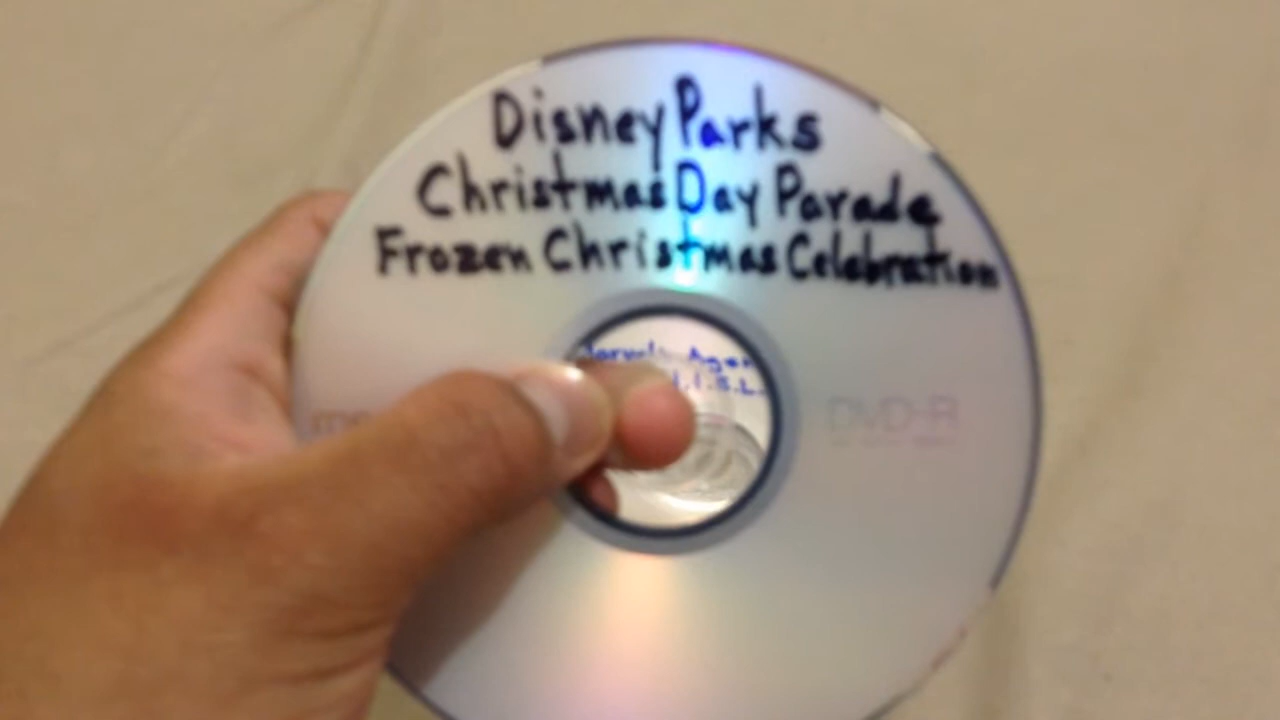 Disney Parks
Christmas Day Parade
Frozen Christmas Celebration
DVD-R